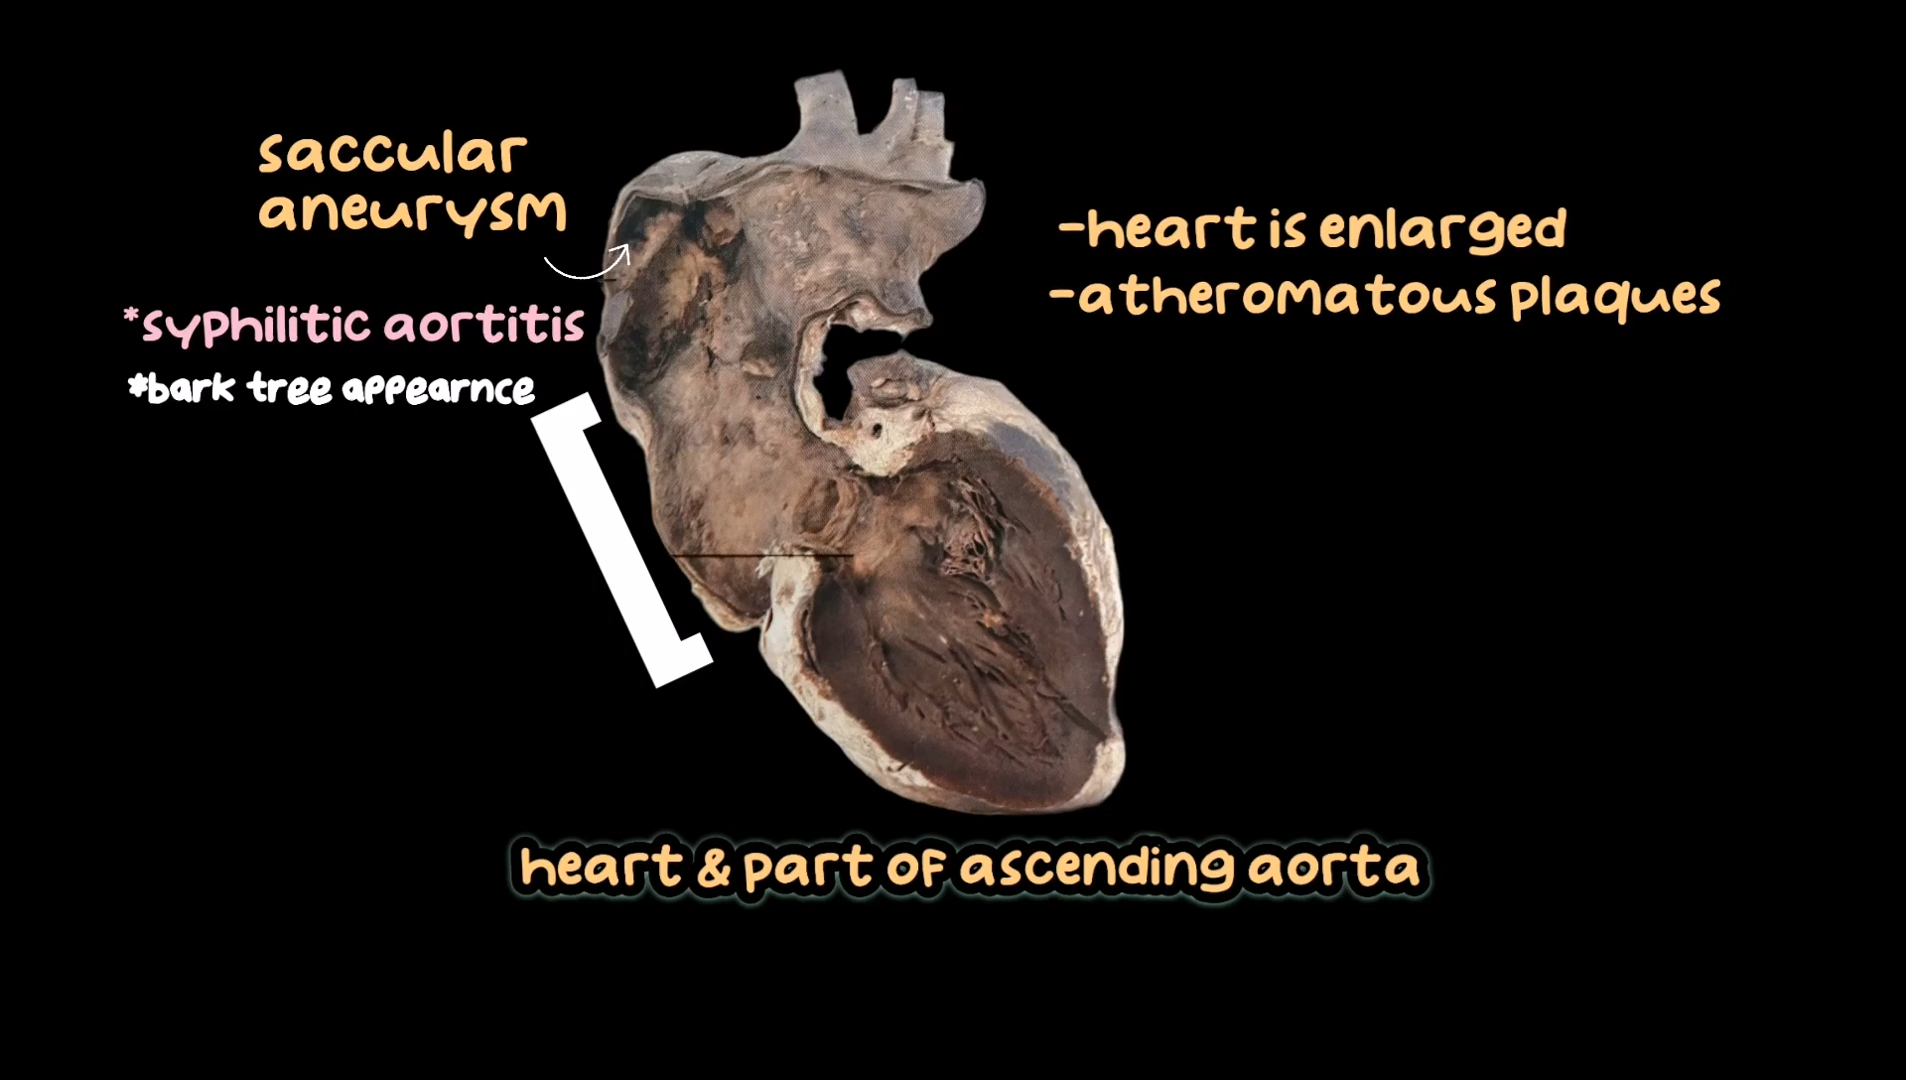 saccular
aneurysm
*syphilitic aortitis
*bark tree appearnce
-heart is enlarged
-atheromatous plaques
heart & part of ascending aorta